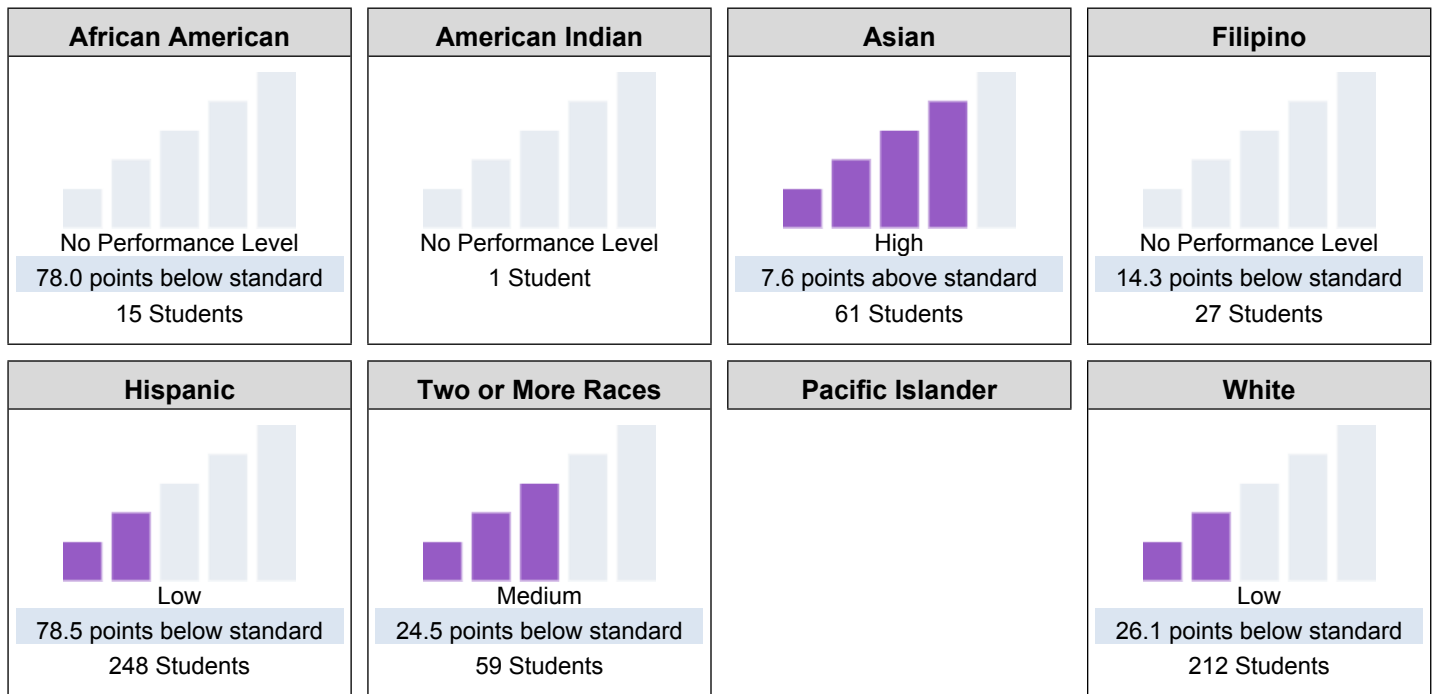 African American
No Performance Level
78.0 points below standard
15 Students
American Indian
No Performance Level
1 Student
Asian
High
7.6 points above standard
61 Students
Filipino
No Performance Level
14.3 points below standard
27 Students
Hispanic
Low
78.5 points below standard
248 Students
Two or More Races
Medium
24.5 points below standard
59 Students
Pacific Islander
White
Low
26.1 points below standard
212 Students